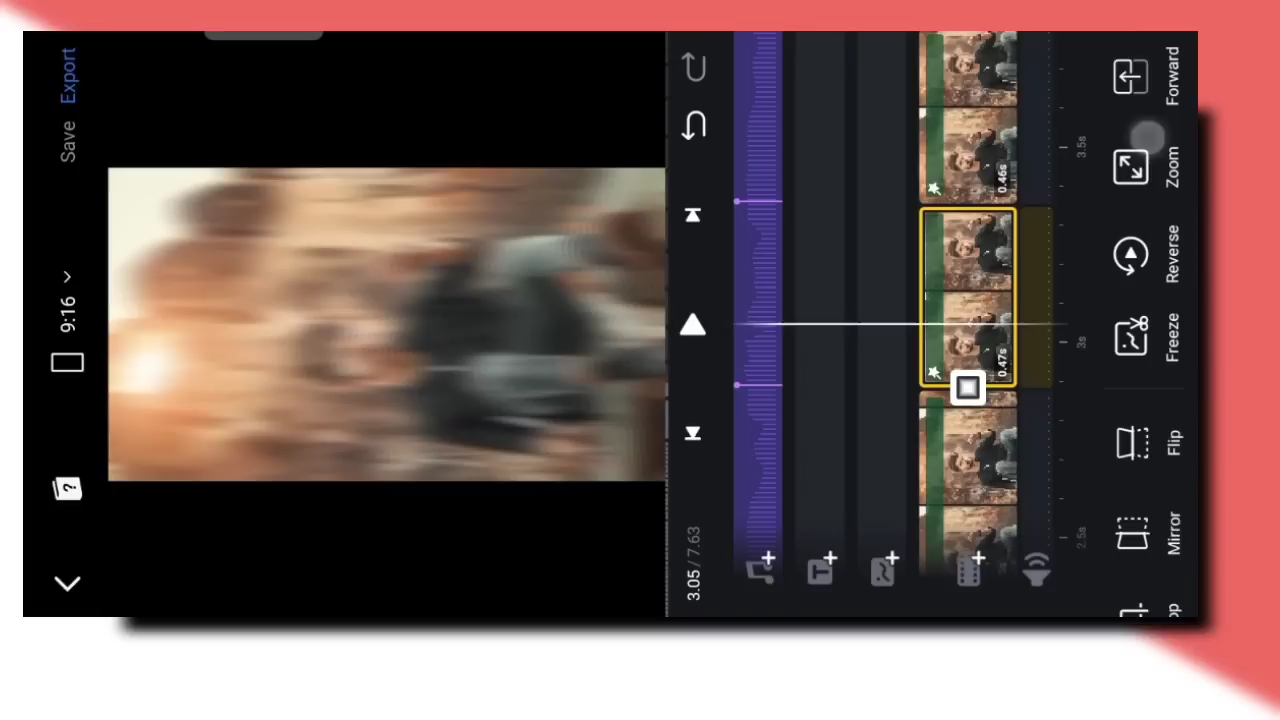 9:16
Save
Export
?
3.05 / 7.63
T
0.47s
0.46s
2.5s
3s
3.5s
op
Mirror
Flip
Freeze
Reverse
Zoom
Forward